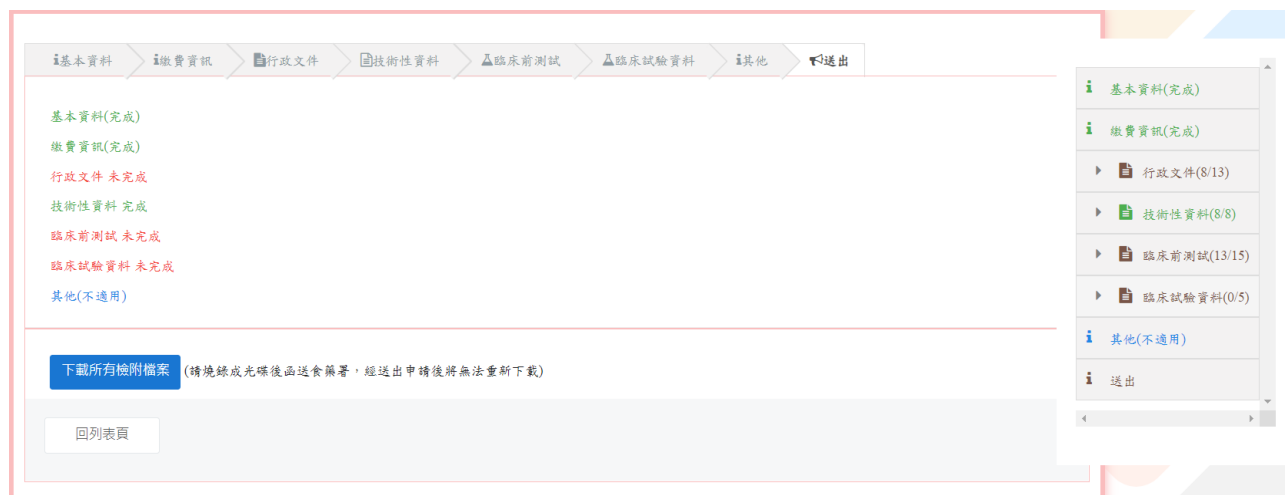 基本資料 繳費資訊 行政文件 技術性資料 臨床前測試 臨床試驗資料 其他 送出
基本資料(完成)
繳費資訊(完成)
行政文件 未完成
技術性資料 完成
臨床前測試 未完成
臨床試驗資料 未完成
其他(不適用)
下載所有檢附檔案 (請燒錄成光碟後函送食藥署，經送出申請後將無法重新下載)
回列表頁
基本資料(完成)
繳費資訊(完成)
行政文件(8/13)
技術性資料(8/8)
臨床前測試(13/15)
臨床試驗資料(0/5)
其他(不適用)
送出